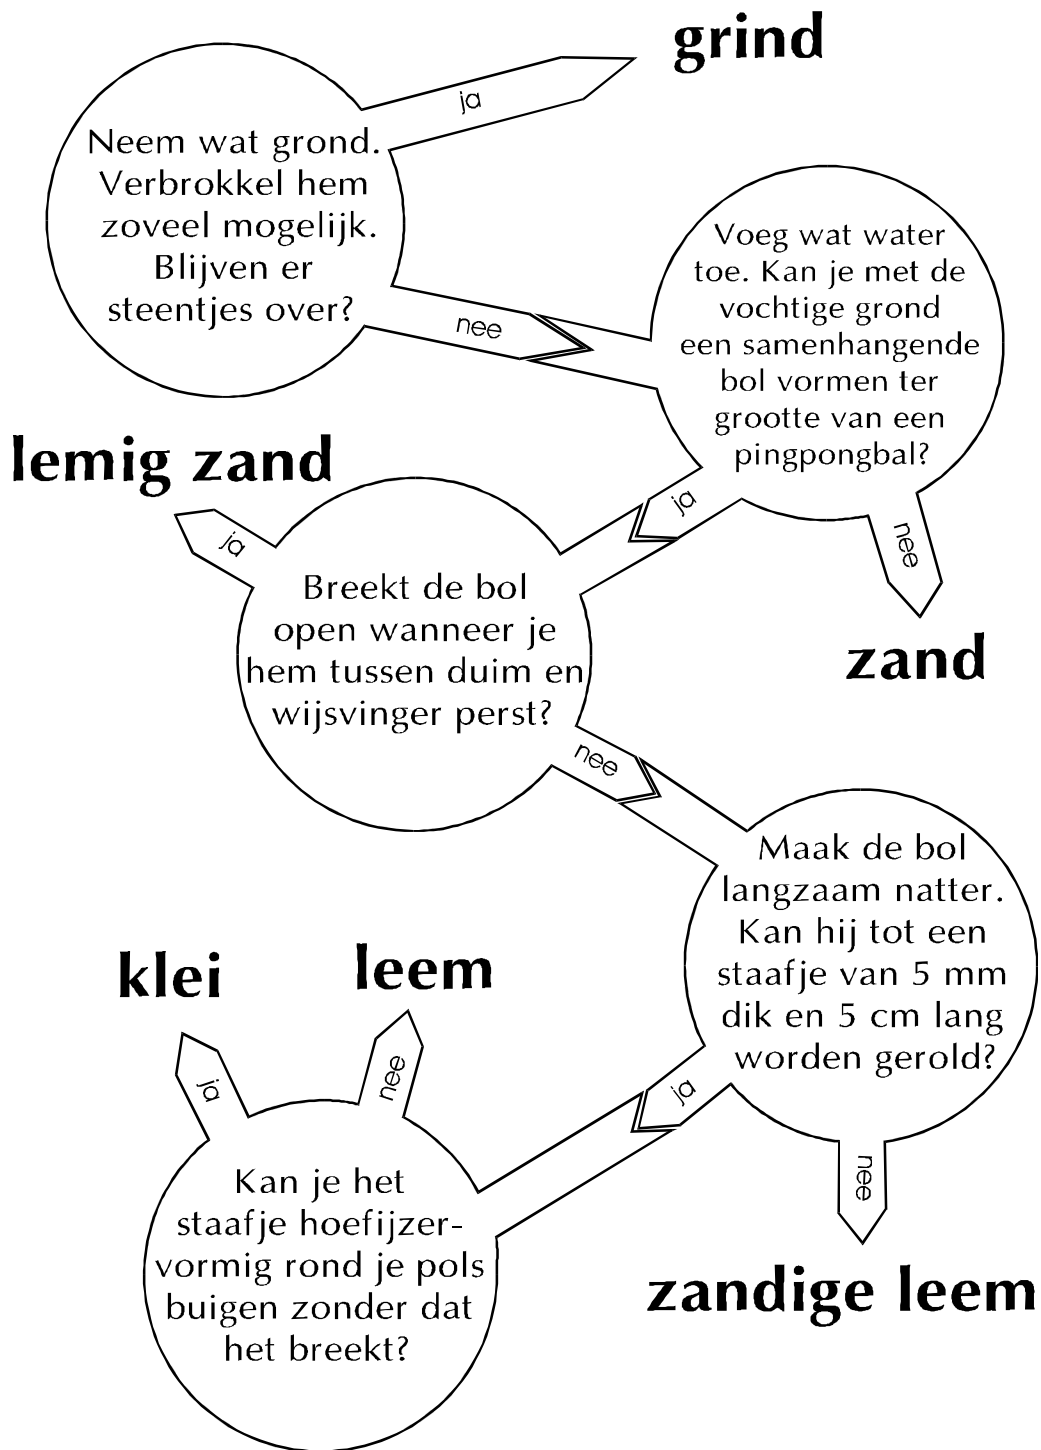 grind
ja
Neem wat grond.
Verbrokkel hem
zoveel mogelijk.
Blijven er
steentjes over?
nee
Voeg wat water
toe. Kan je met de
vochtige grond
een samenhangende
bol vormen ter
grootte van een
pingpongbal?
ja
nee
zand
lemig zand
ja
Breekt de bol
open wanneer je
hem tussen duim en
wijsvinger perst?
nee
Maak de bol
langzaam natter.
Kan hij tot een
staafje van 5 mm
dik en 5 cm lang
worden gerold?
ja
nee
zandige leem
klei
leem
ja
nee
Kan je het
staafje hoefijzer-
vormig rond je pols
buigen zonder dat
het breekt?